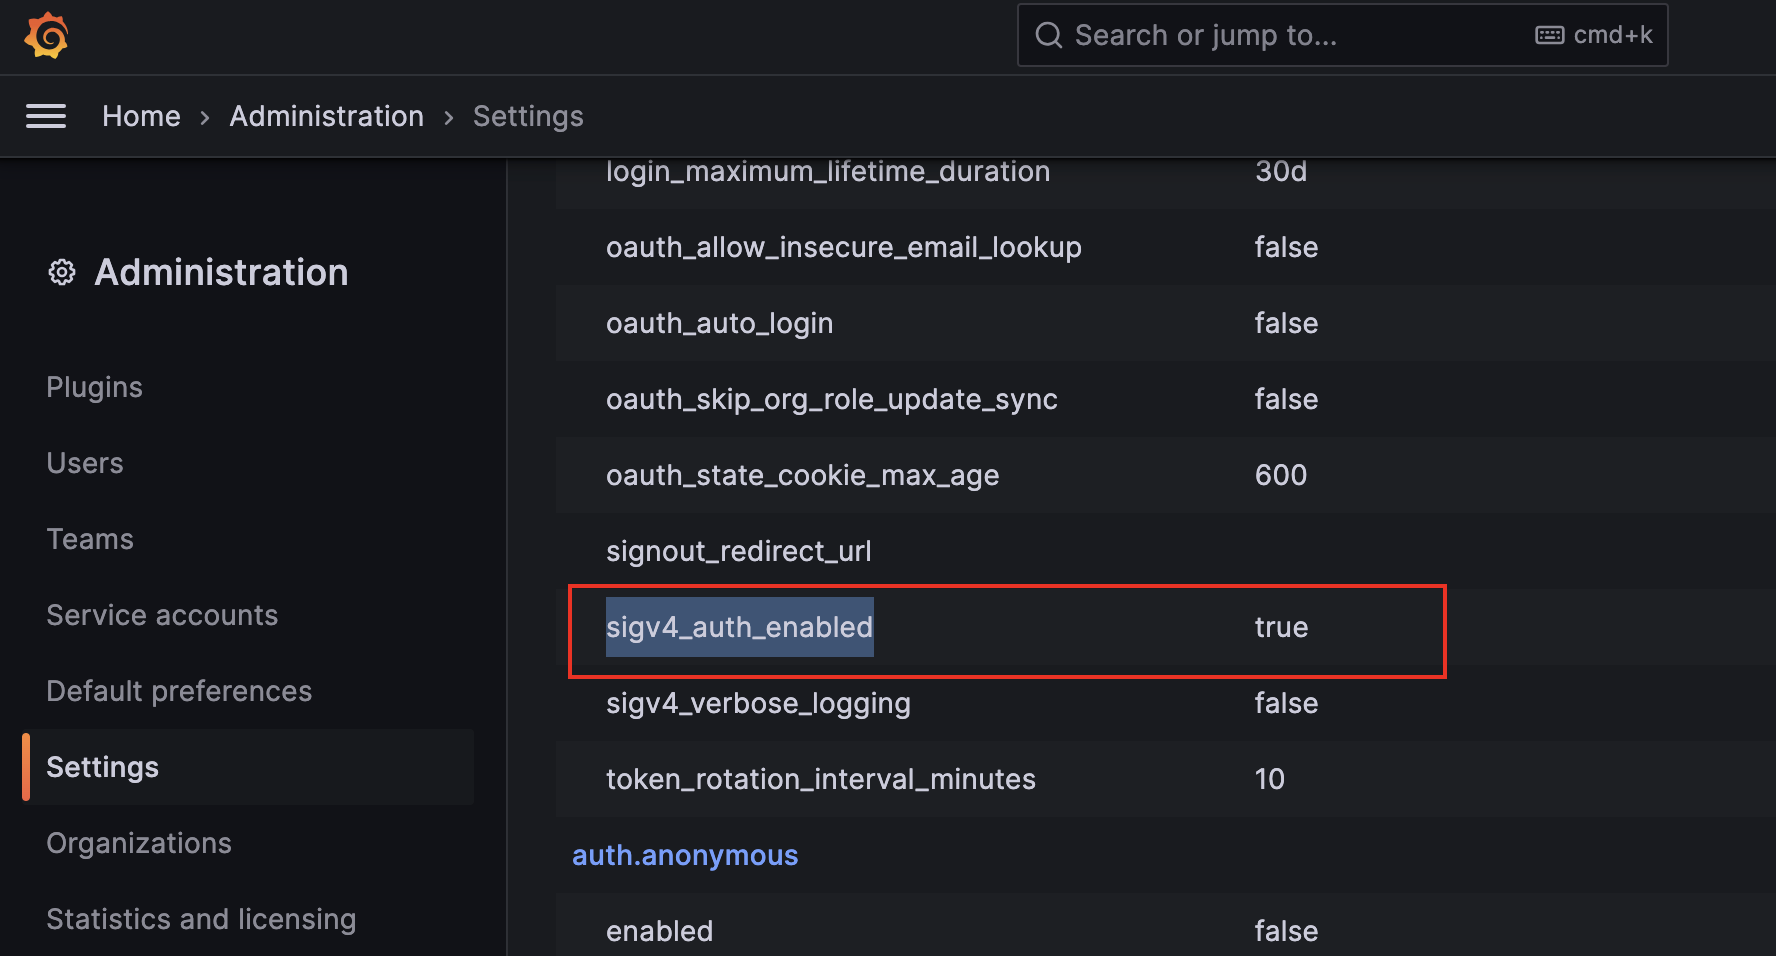 Search or jump to...
cmd+k
Home › Administration › Settings
Administration
Plugins
Users
Teams
Service accounts
Default preferences
Settings
Organizations
Statistics and licensing
login_maximum_lifetime_duration 30d
oauth_allow_insecure_email_lookup false
oauth_auto_login false
oauth_skip_org_role_update_sync false
oauth_state_cookie_max_age 600
signout_redirect_url
sigv4_auth_enabled true
sigv4_verbose_logging false
token_rotation_interval_minutes 10
auth.anonymous
enabled false